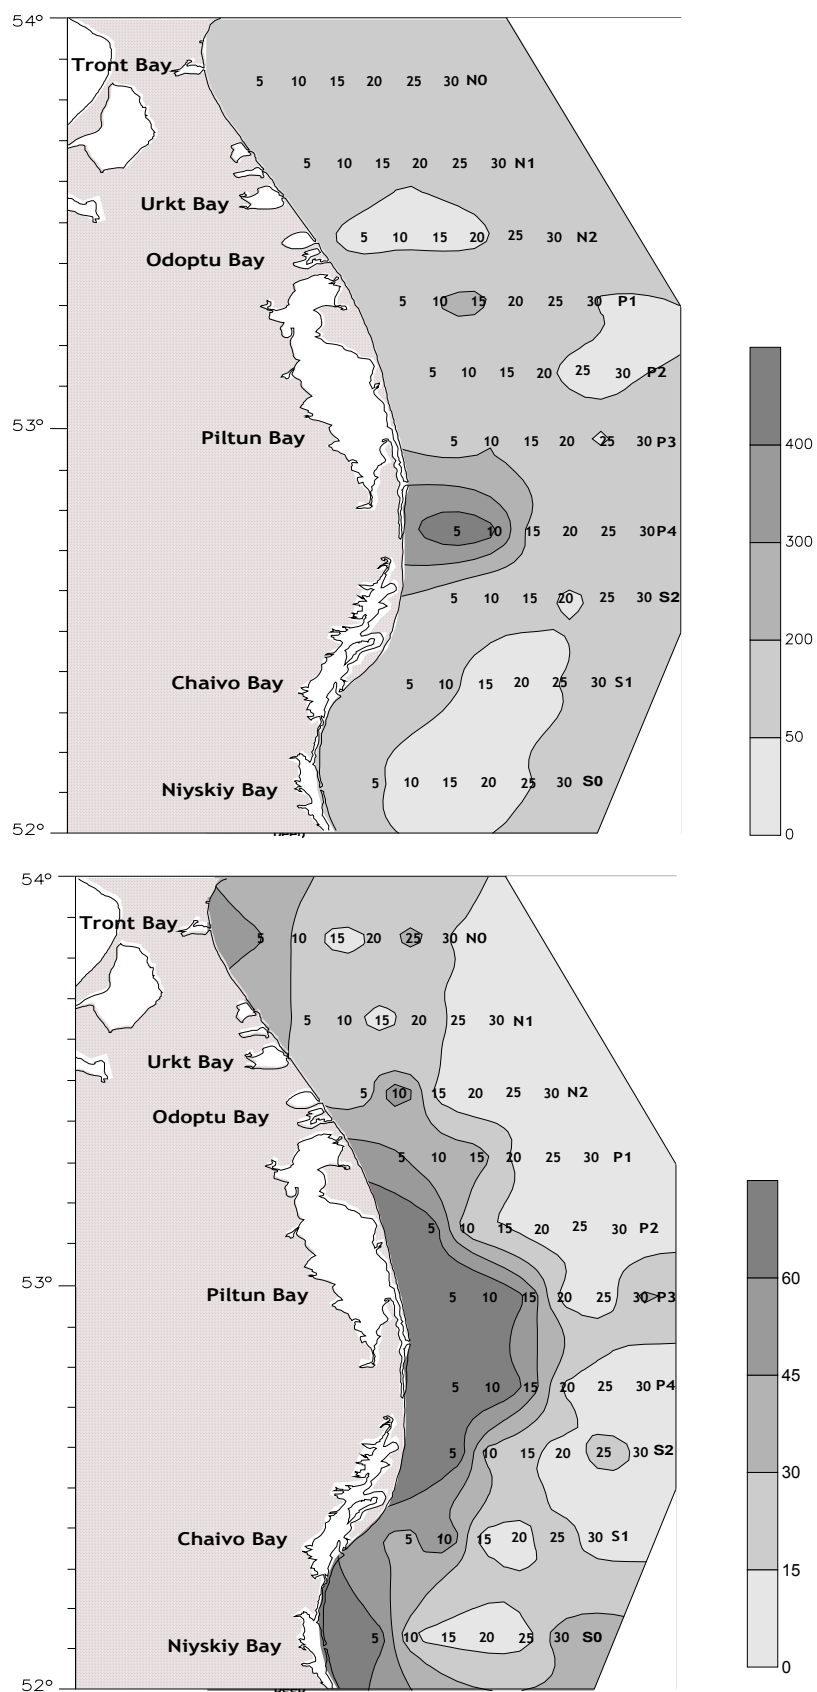 54°
Tront Bay
5 10 15 20 25 30 N0
5 10 15 20 25 30 N1
Urkt Bay
5 10 15 20 25 30 N2
Odoptu Bay
5 10 15 20 25 30 P1
5 10 15 20 25 30 P2
53°
Piltun Bay
5 10 15 20 25 30 P3
400
5 10 15 20 25 30 P4
300
5 10 15 20 25 30 S2
200
Chaivo Bay
5 10 15 20 25 30 S1
50
Niyskiy Bay
5 10 15 20 25 30 S0
52°
0
54°
Tront Bay
5 10 15 20 25 30 N0
5 10 15 20 25 30 N1
Urkt Bay
5 10 15 20 25 30 N2
Odoptu Bay
5 10 15 20 25 30 P1
5 10 15 20 25 30 P2
53°
60
Piltun Bay
5 10 15 20 25 30 P3
45
5 10 15 20 25 30 P4
5 10 15 20 25 30 S2
30
Chaivo Bay
5 10 15 20 25 30 S1
15
Niyskiy Bay
5 10 15 20 25 30 S0
0
52°